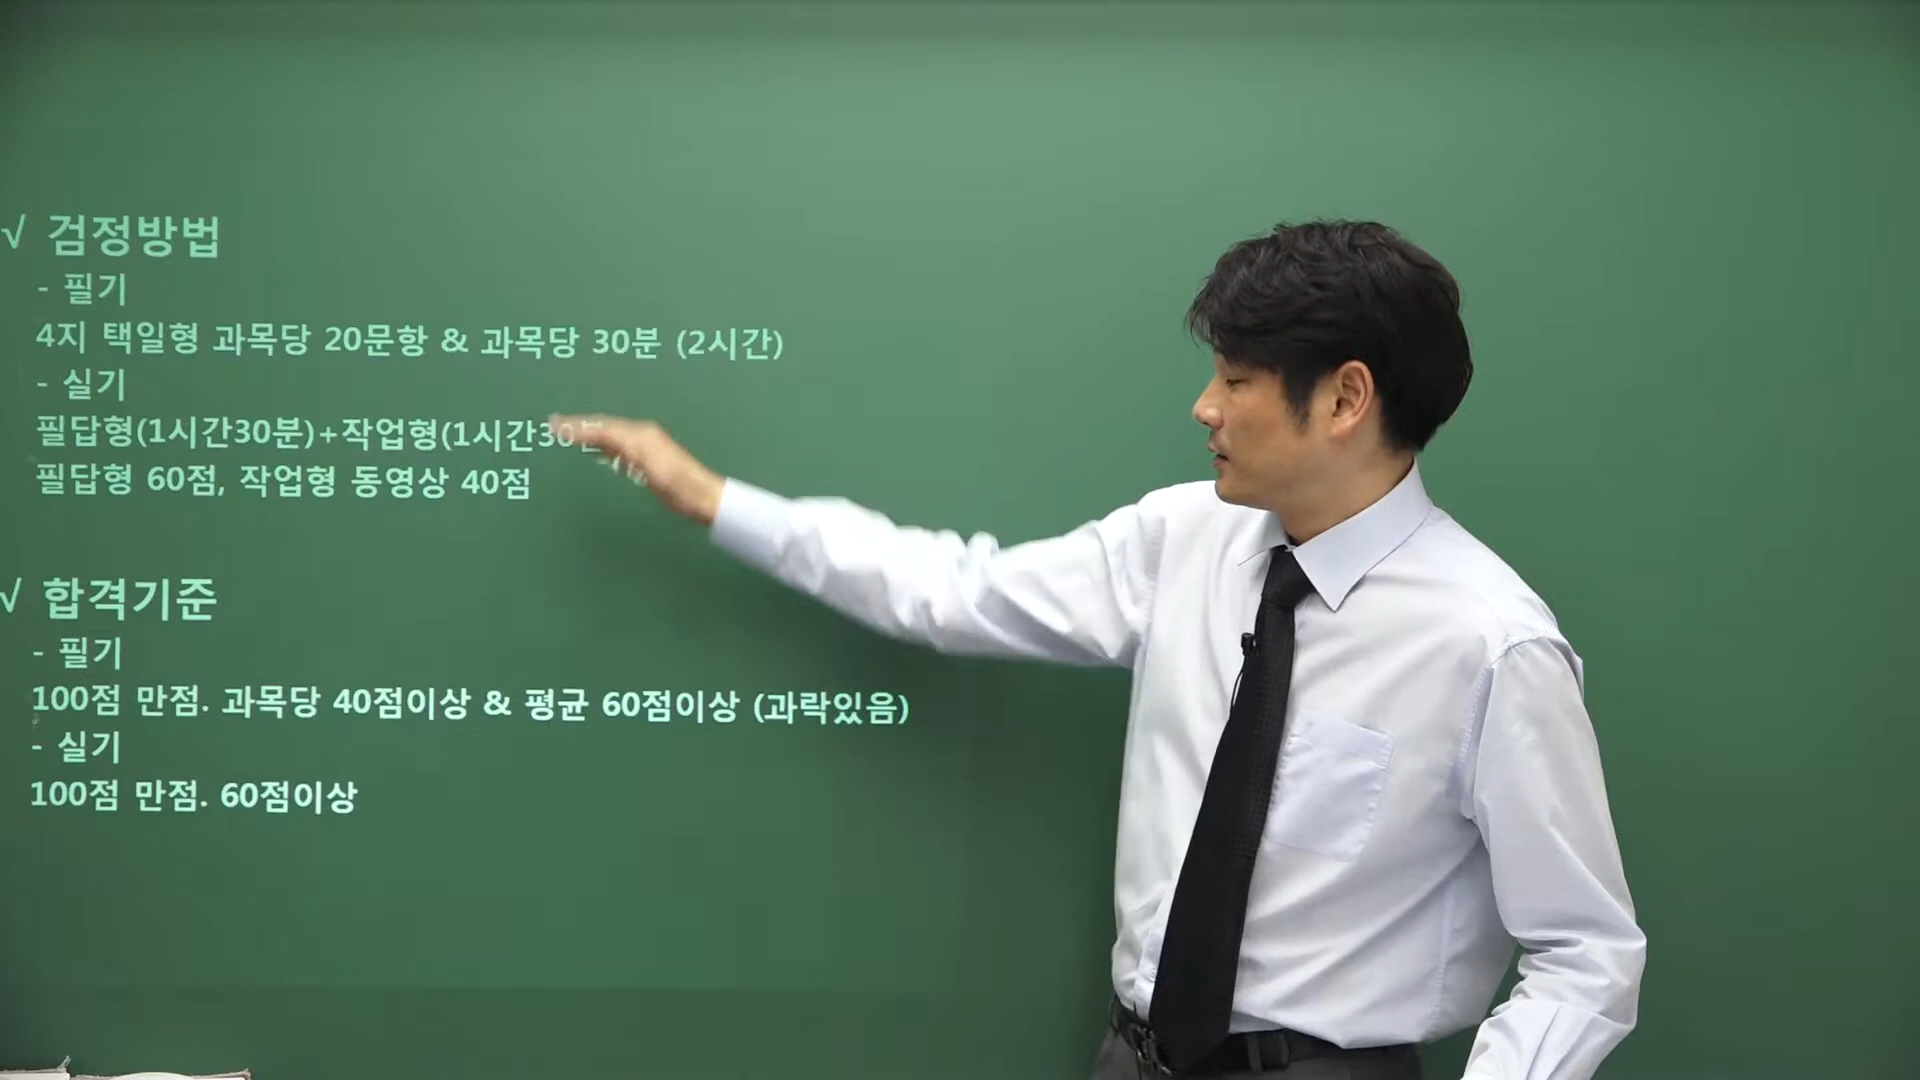 √ 검정방법
- 필기
4지 택일형 과목당 20문항 & 과목당 30분 (2시간)
- 실기
필답형(1시간30분)+작업형(1시간30분
필답형 60점, 작업형 동영상 40점
√ 합격기준
- 필기
100점 만점. 과목당 40점이상 & 평균 60점이상 (과락있음)
- 실기
100점 만점. 60점이상